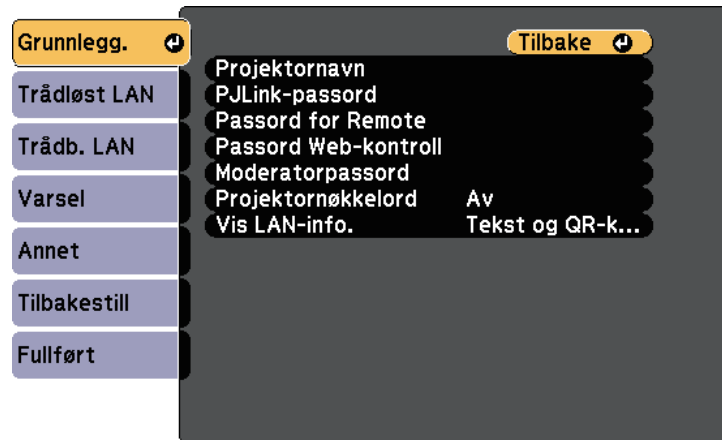 Grunnlegg.
Trådløst LAN
Trådb. LAN
Varsel
Annet
Tilbakestill
Fullført
Tilbake
Projektornavn
PJLink-passord
Passord for Remote
Passord Web-kontroll
Moderatorpassord
Projektornøkkelord Av
Vis LAN-info. Tekst og QR-k...